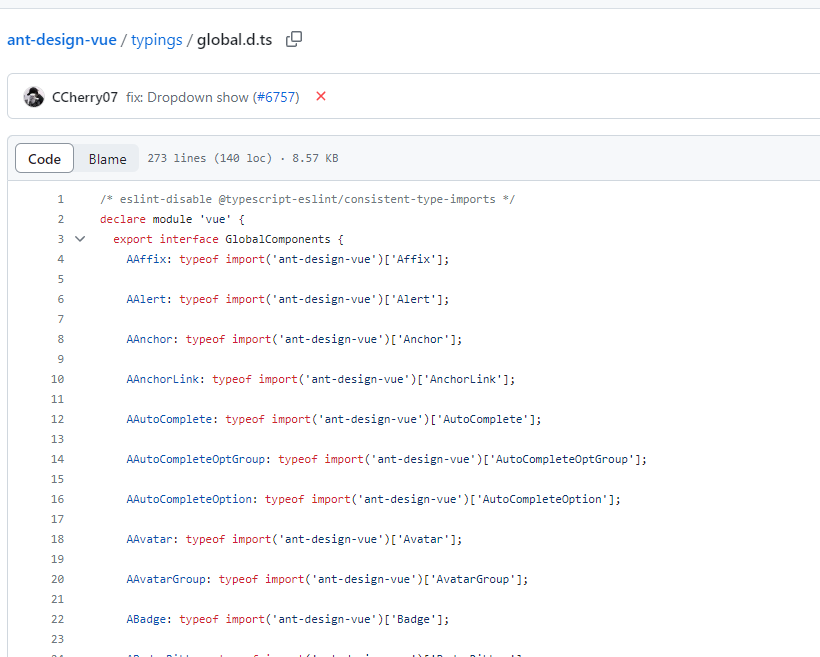 ant-design-vue / typings / global.d.ts
CCherry07 fix: Dropdown show (#6757)
Code Blame 273 lines (140 loc) · 8.57 KB
1 /* eslint-disable @typescript-eslint/consistent-type-imports */
2 declare module 'vue' {
3 export interface GlobalComponents {
4 AAffix: typeof import('ant-design-vue')['Affix'];
5
6 AAlert: typeof import('ant-design-vue')['Alert'];
7
8 AAnchor: typeof import('ant-design-vue')['Anchor'];
9
10 AAnchorLink: typeof import('ant-design-vue')['AnchorLink'];
11
12 AAutoComplete: typeof import('ant-design-vue')['AutoComplete'];
13
14 AAutoCompleteOptGroup: typeof import('ant-design-vue')['AutoCompleteOptGroup'];
15
16 AAutoCompleteOption: typeof import('ant-design-vue')['AutoCompleteOption'];
17
18 AAvatar: typeof import('ant-design-vue')['Avatar'];
19
20 AAvatarGroup: typeof import('ant-design-vue')['AvatarGroup'];
21
22 ABadge: typeof import('ant-design-vue')['Badge'];
23